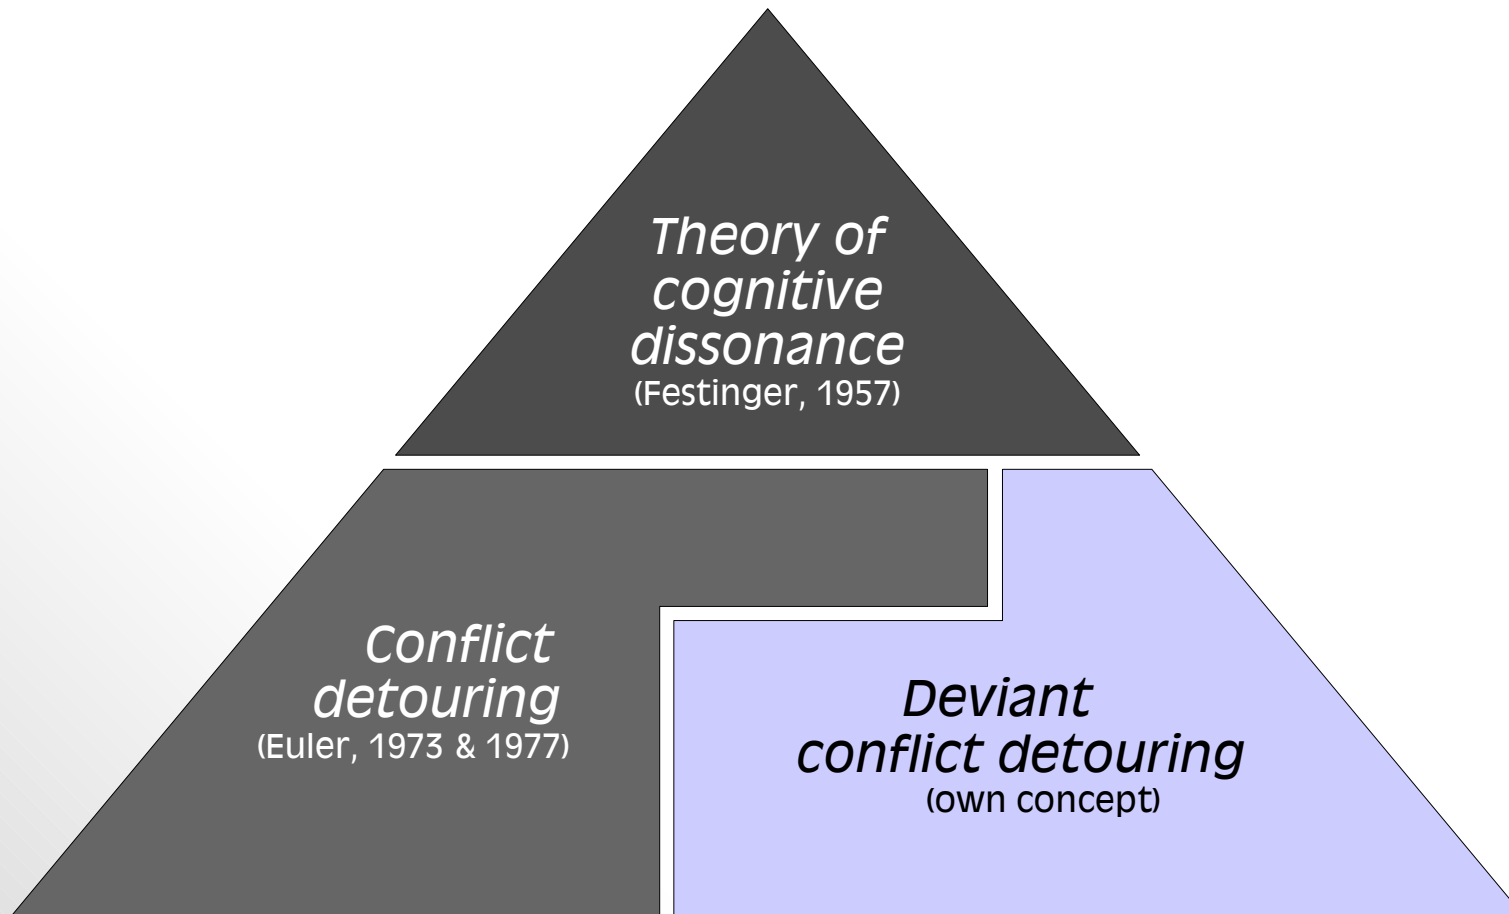 Theory of
cognitive
dissonance
(Festinger, 1957)
Conflict
detouring
(Euler, 1973 & 1977)
Deviant
conflict detouring
(own concept)